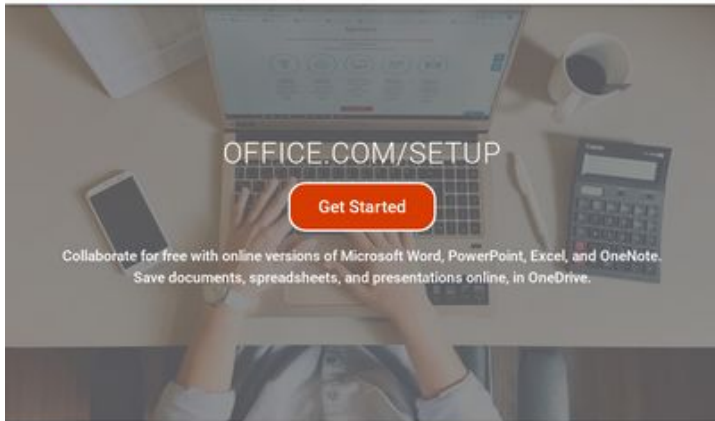 OFFICE.COM/SETUP
Get Started
Collaborate for free with online versions of Microsoft Word, PowerPoint, Excel, and OneNote.
Save documents, spreadsheets, and presentations online, in OneDrive.